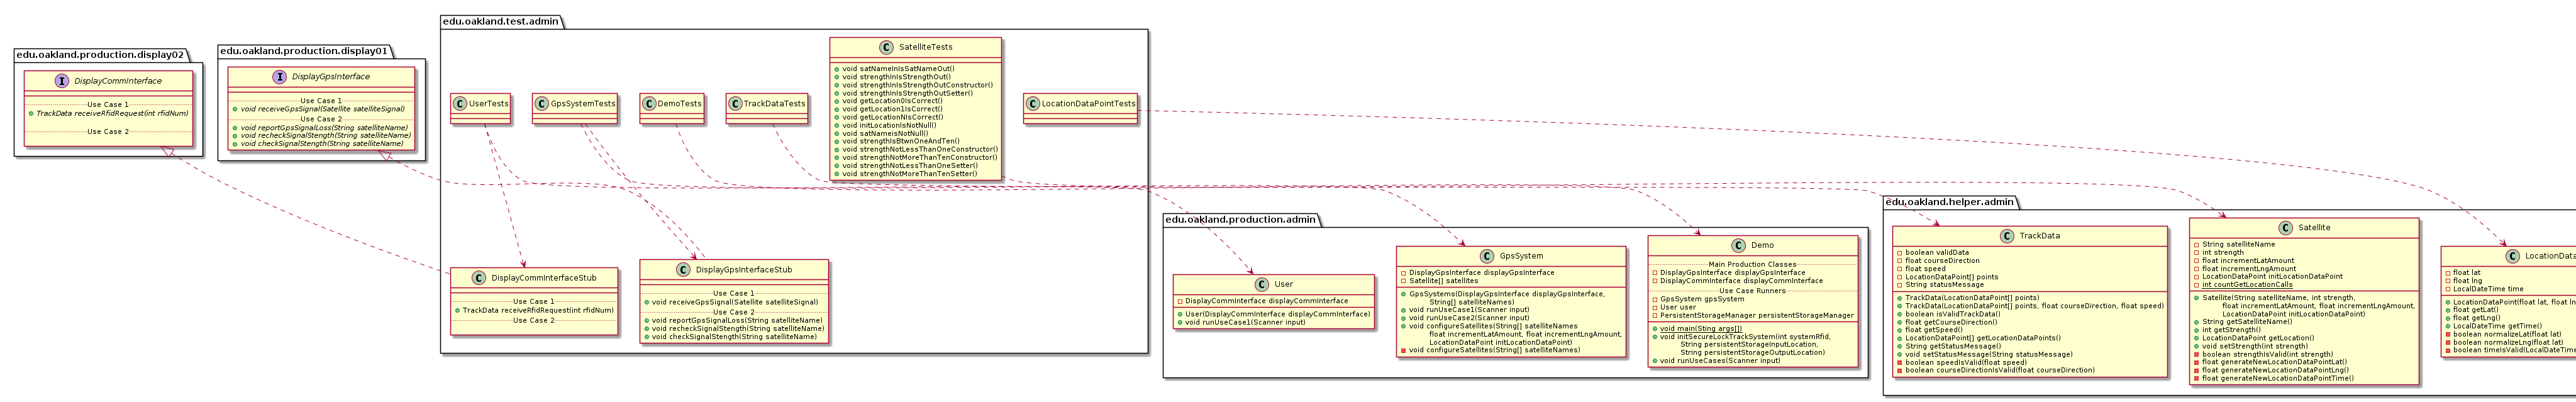 edu.oakland.production.display02
I DisplayCommInterface
Use Case 1
TrackData receiveRfidRequest(int rfidNum)
Use Case 2
edu.oakland.production.display01
I DisplayGpsInterface
Use Case 1
void receiveGpsSignal(Satellite satelliteSignal)
Use Case 2
void reportGpsSignalLoss(String satelliteName)
void recheckSignalStength(String satelliteName)
void checkSignalStength(String satelliteName)
edu.oakland.test.admin
C UserTests
C GpsSystemTests
C DemoTests
C TrackDataTests
C SatelliteTests
void satNameInIsSatNameOut()
void strengthInIsStrengthOut()
void strengthInIsStrengthOutConstructor()
void strengthInIsStrengthOutSetter()
void getLocation0IsCorrect()
void getLocation1IsCorrect()
void getLocationNIsCorrect()
void initLocationIsNotNull()
void satNameisNotNull()
void strengthIsBtwnOneAndTen()
void strengthNotLessThanOneConstructor()
void strengthNotMoreThanTenConstructor()
void strengthNotLessThanOneSetter()
void strengthNotMoreThanTenSetter()
C LocationDataPointTests
C DisplayCommInterfaceStub
Use Case 1
TrackData receiveRfidRequest(int rfidNum)
Use Case 2
C DisplayGpsInterfaceStub
Use Case 1
void receiveGpsSignal(Satellite satelliteSignal)
Use Case 2
void reportGpsSignalLoss(String satelliteName)
void recheckSignalStength(String satelliteName)
void checkSignalStength(String satelliteName)
edu.oakland.production.admin
C User
DisplayCommInterface displayCommInterface
User(DisplayCommInterface displayCommInterface)
void runUseCase1(Scanner input)
C GpsSystem
DisplayGpsInterface displayGpsInterface
Satellite[] satellites
GpsSystems(DisplayGpsInterface displayGpsInterface,
String[] satelliteNames)
void runUseCase1(Scanner input)
void runUseCase2(Scanner input)
void configureSatellites(String[] satelliteNames
float incrementLatAmount, float incrementLngAmount,
LocationDataPoint initLocationDataPoint)
void configureSatellites(String[] satelliteNames)
C Demo
Main Production Classes
DisplayGpsInterface displayGpsInterface
DisplayCommInterface displayCommInterface
Use Case Runners
GpsSystem gpsSystem
User user
PersistentStorageManager persistentStorageManager
void main(String args[])
void initSecureLockTrackSystem(int systemRfid,
String persistentStorageInputLocation,
String persistentStorageOutputLocation)
void runUseCases(Scanner input)
edu.oakland.helper.admin
C TrackData
boolean validData
float courseDirection
float speed
LocationDataPoint[] points
String statusMessage
TrackData(LocationDataPoint[] points)
TrackData(LocationDataPoint[] points, float courseDirection, float speed)
boolean isValidTrackData()
float getCourseDirection()
float getSpeed()
LocationDataPoint[] getLocationDataPoints()
String getStatusMessage()
void setStatusMessage(String statusMessage)
boolean speedIsValid(float speed)
boolean courseDirectionIsValid(float courseDirection)
C Satellite
String satelliteName
int strength
float incrementLatAmount
float incrementLngAmount
LocationDataPoint initLocationDataPoint
int countGetLocationCalls
Satellite(String satelliteName, int strength,
float incrementLatAmount, float incrementLngAmount,
LocationDataPoint initLocationDataPoint)
String getSatelliteName()
int getStrength()
LocationDataPoint getLocation()
void setStrength(int strength)
boolean strengthIsValid(int strength)
float generateNewLocationDataPointLat()
float generateNewLocationDataPointLng()
float generateNewLocationDataPointTime()
C LocationData
float lat
float lng
LocalDateTime time
LocationDataPoint(float lat, float ln
float getLat()
float getLng()
LocalDateTime getTime()
boolean normalizeLat(float lat)
boolean normalizeLng(float lat)
boolean timeIsValid(LocalDateTime